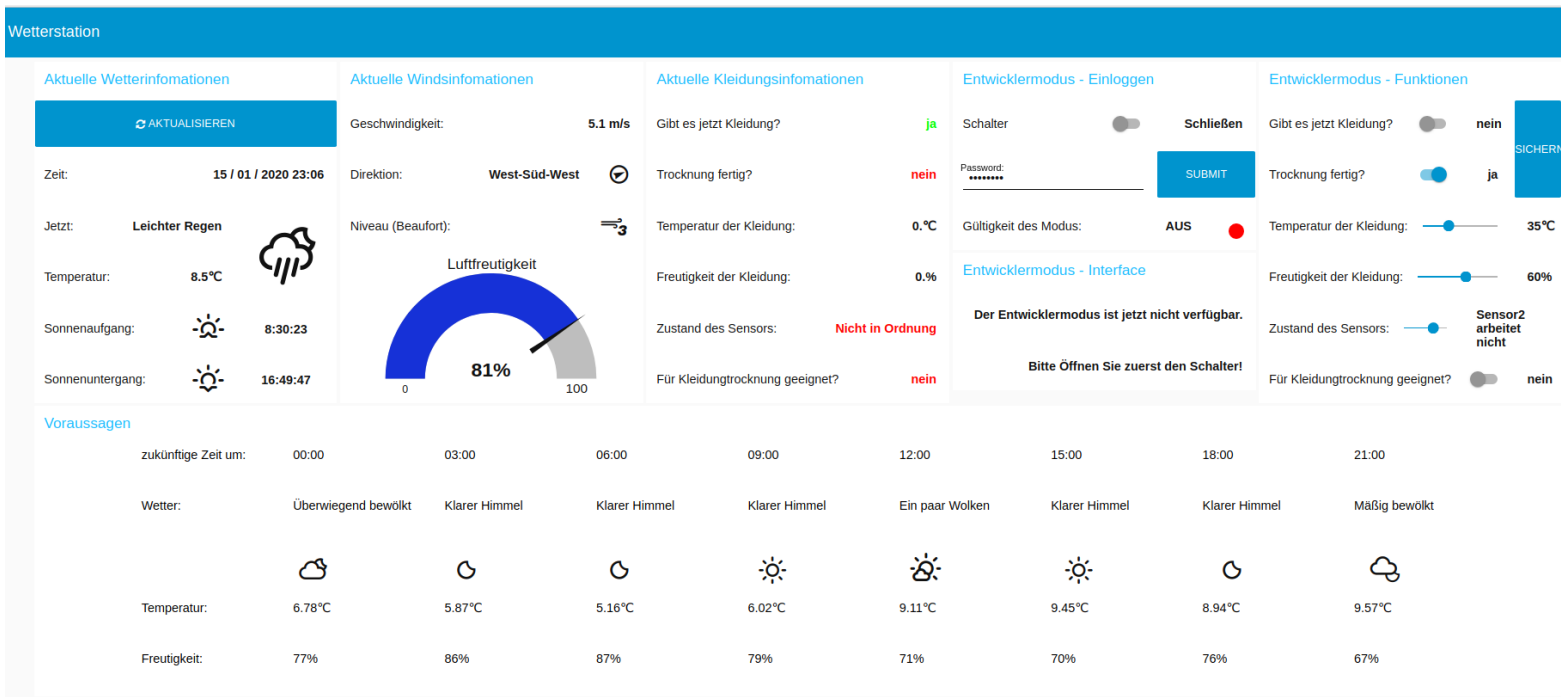 Wetterstation
Aktuelle Wetterinfomationen
AKTUALISIEREN
Zeit: 15 / 01 / 2020 23:06
Jetzt: Leichter Regen
Temperatur: 8.5℃
Sonnenaufgang: 8:30:23
Sonnenuntergang: 16:49:47
Aktuelle Windsinfomationen
Geschwindigkeit: 5.1 m/s
Direktion: West-Süd-West
Niveau (Beaufort): 3
Luftfreutigkeit
81%
0 100
Aktuelle Kleidungsinfomationen
Gibt es jetzt Kleidung? ja
Trocknung fertig? nein
Temperatur der Kleidung: 0.℃
Freutigkeit der Kleidung: 0.%
Zustand des Sensors: Nicht in Ordnung
Für Kleidungtrocknung geeignet? nein
Entwicklermodus - Einloggen
Schalter Schließen
Password:
••••••••
SUBMIT
Gültigkeit des Modus: AUS
Entwicklermodus - Interface
Der Entwicklermodus ist jetzt nicht verfügbar.
Bitte Öffnen Sie zuerst den Schalter!
Entwicklermodus - Funktionen
Gibt es jetzt Kleidung? nein
SICHERN
Trocknung fertig? ja
Temperatur der Kleidung: 35℃
Freutigkeit der Kleidung: 60%
Zustand des Sensors: Sensor2
arbeitet
nicht
Für Kleidungtrocknung geeignet? nein
Voraussagen
zukünftige Zeit um: 00:00 03:00 06:00 09:00 12:00 15:00 18:00 21:00
Wetter: Überwiegend bewölkt Klarer Himmel Klarer Himmel Klarer Himmel Ein paar Wolken Klarer Himmel Klarer Himmel Mäßig bewölkt
Temperatur: 6.78℃ 5.87℃ 5.16℃ 6.02℃ 9.11℃ 9.45℃ 8.94℃ 9.57℃
Freutigkeit: 77% 86% 87% 79% 71% 70% 76% 67%